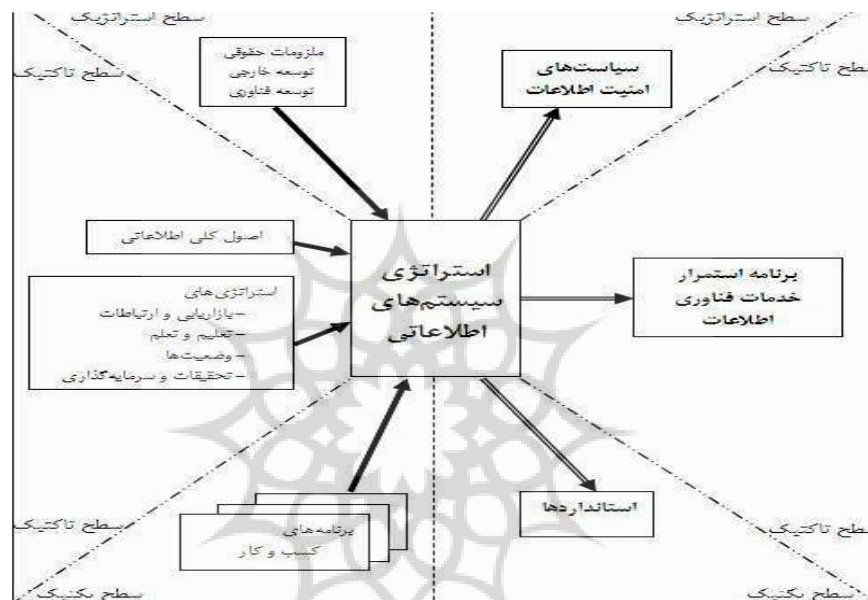 سطح استراتژیک
سطح استراتژیک
سطح تاکتیک
سطح تاکتیک
ملزومات حقوقی
توسعه خارجی
توسعه فناوری
سیاست‌های
امنیت اطلاعات
اصول کلی اطلاعاتی
استراتژی
سیستم‌های
اطلاعاتی
برنامه استمرار
خدمات فناوری
اطلاعات
استراتژی‌های
– بازاریابی و ارتباطات
– تعلیم و تعلم
– وضعیت‌ها
– تحقیقات و سرمایه‌گذاری
برنامه‌های
کسب و کار
استانداردها
سطح تاکتیک
سطح تاکتیک
سطح تکنیک
سطح تکنیک